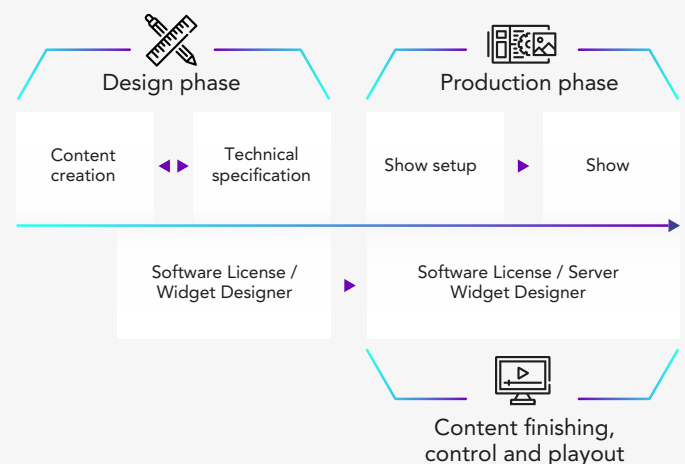 Design phase
Production phase
Content
creation
Technical
specification
Show setup
Show
Software License /
Widget Designer
Software License / Server
Widget Designer
Content finishing,
control and playout